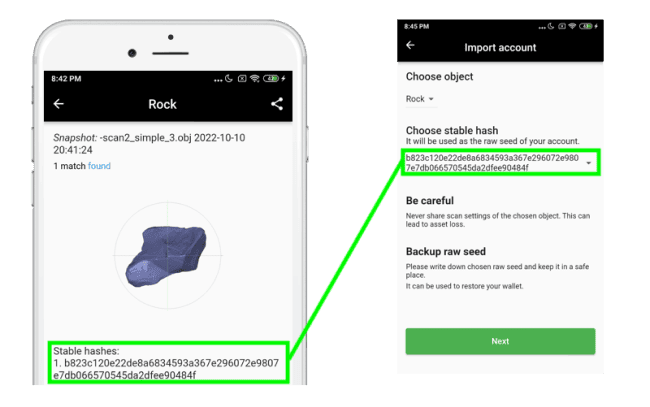 8:42 PM
Rock
Snapshot: -scan2_simple_3.obj 2022-10-10
20:41:24
1 match found
Stable hashes:
1. b823c120e22de8a6834593a367e296072e9807
e7db066570545da2dfee90484f
8:45 PM
Import account
Choose object
Rock
Choose stable hash
It will be used as the raw seed of your account.
b823c120e22de8a6834593a367e296072e980
7e7db066570545da2dfee90484f
Be careful
Never share scan settings of the chosen object. This can
lead to asset loss.
Backup raw seed
Please write down chosen raw seed and keep it in a safe
place.
It can be used to restore your wallet.
Next